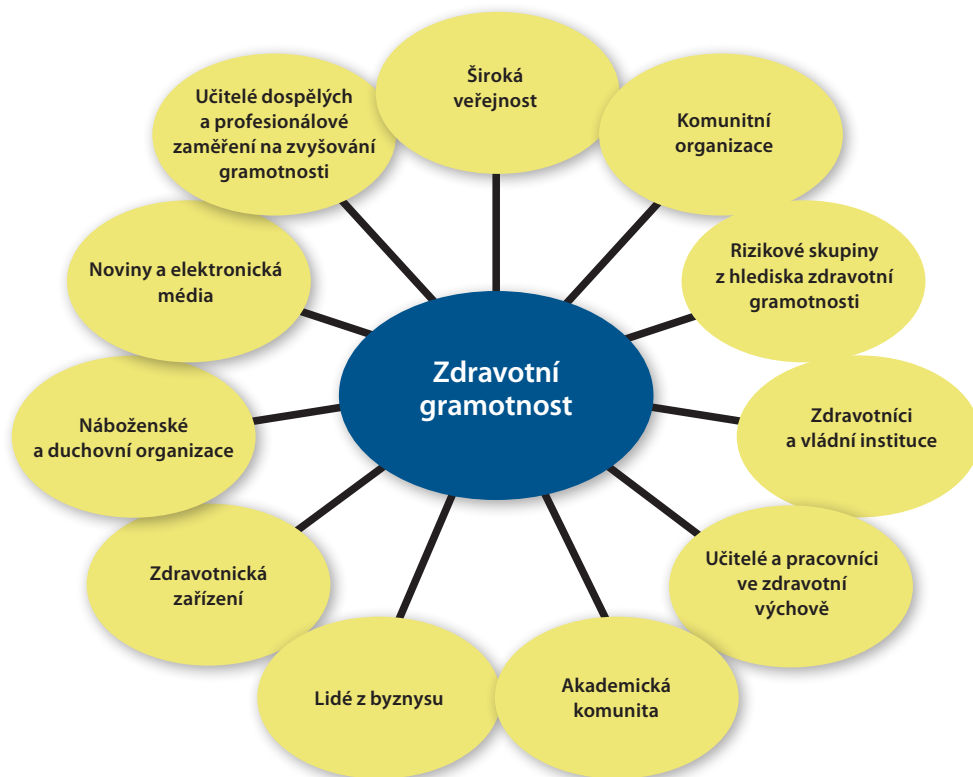 Široká
veřejnost
Učitelé dospělých
a profesionálové
zaměření na zvyšování
gramotnosti
Komunitní
organizace
Noviny a elektronická
média
Rizikové skupiny
z hlediska zdravotní
gramotnosti
Zdravotní
gramotnost
Náboženské
a duchovní organizace
Zdravotníci
a vládní instituce
Zdravotnická
zařízení
Učitelé a pracovníci
ve zdravotní
výchově
Lidé z byznysu
Akademická
komunita